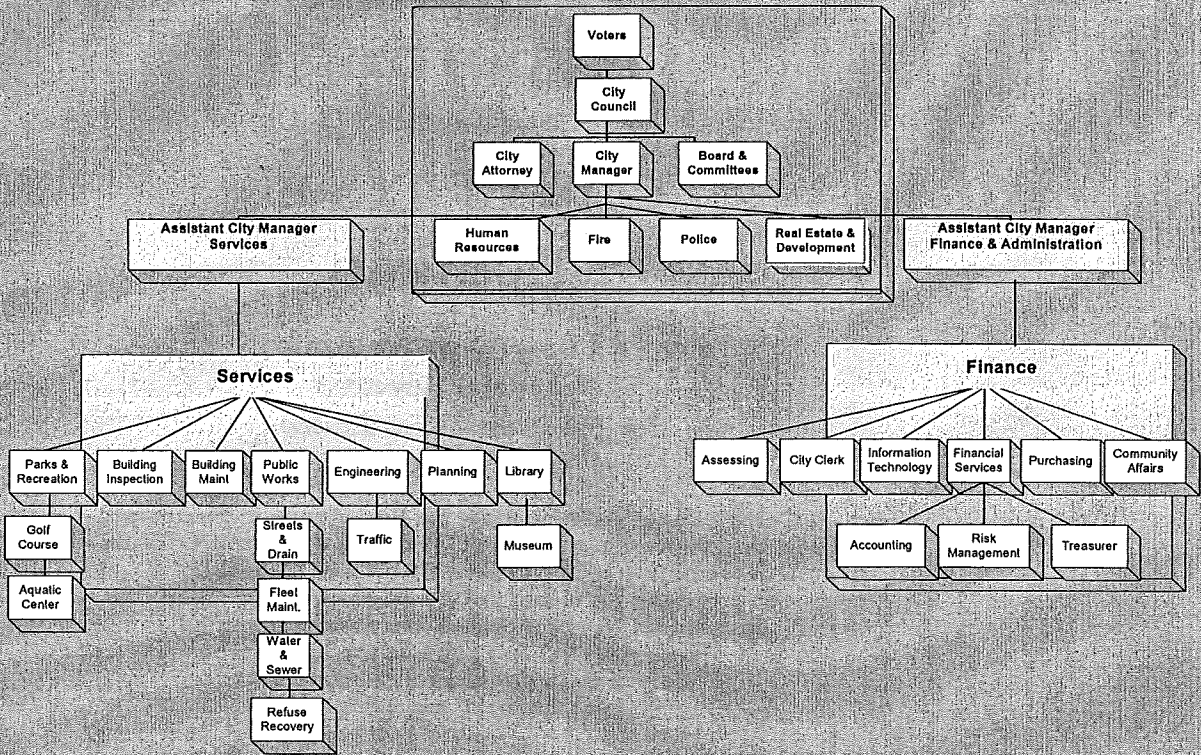 Voters
City
Council
City
Attorney
City
Manager
Board &
Committees
Assistant City Manager
Services
Human
Resources
Fire
Police
Real Estate &
Development
Assistant City Manager
Finance & Administration
Services
Finance
Parks &
Recreation
Building
Inspection
Building
Maint
Public
Works
Engineering
Planning
Library
Assessing
City Clerk
Information
Technology
Financial
Services
Purchasing
Community
Affairs
Golf
Course
Streets
&
Drain
Traffic
Museum
Accounting
Risk
Management
Treasurer
Aquatic
Center
Fleet
Maint.
Water
&
Sewer
Refuse
Recovery